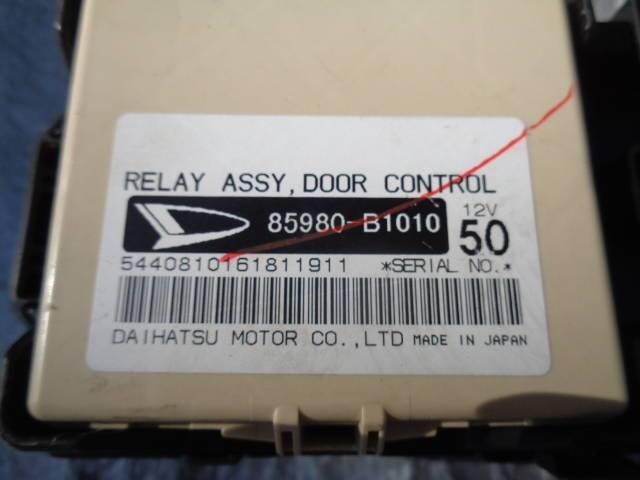 RELAY ASSY, DOOR CONTROL
85980-B1010
12V
50
5440810161811911 *SERIAL NO.*
DAIHATSU MOTOR CO.,LTD MADE IN JAPAN